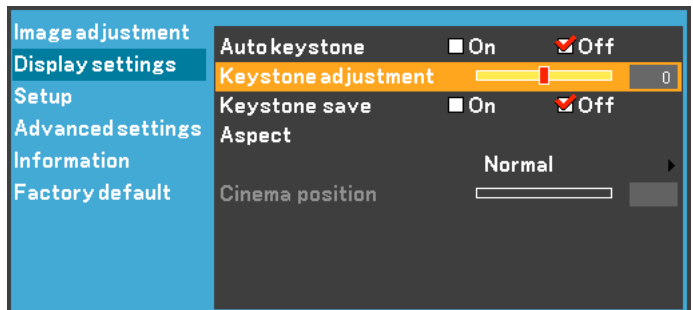 Image adjustment
Display settings
Setup
Advanced settings
Information
Factory default
Auto keystone On Off
Keystone adjustment 0
Keystone save On Off
Aspect
Normal
Cinema position